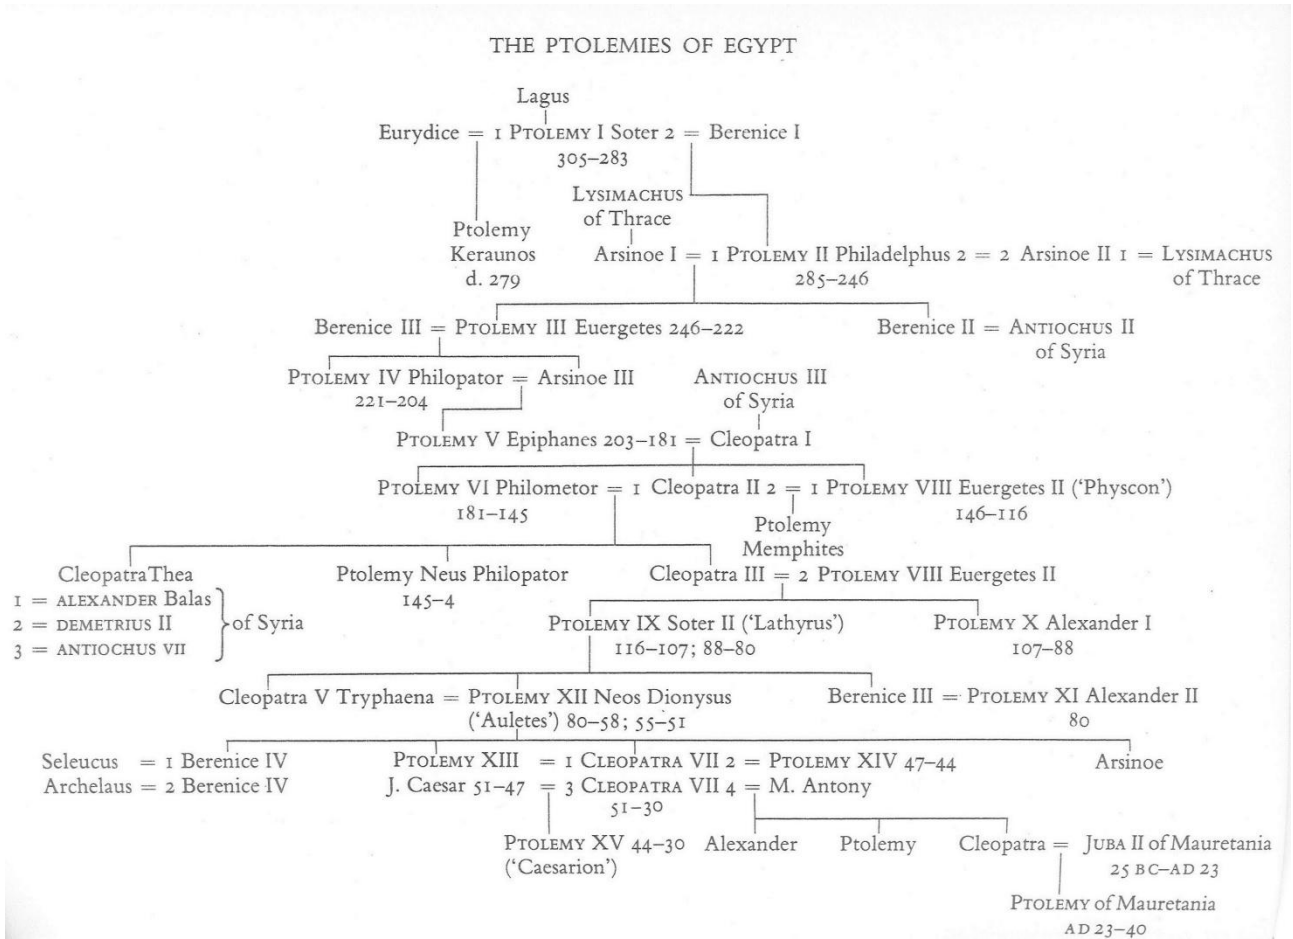 THE PTOLEMIES OF EGYPT
Lagus
Eurydice = 1 PTOLEMY I Soter 2 = Berenice I
305–283
LYSIMACHUS
of Thrace
Ptolemy
Keraunos
d. 279
Arsinoe I = 1 PTOLEMY II Philadelphus 2 = 2 Arsinoe II 1 = LYSIMACHUS
of Thrace
285–246
Berenice III = PTOLEMY III Euergetes 246–222
Berenice II = ANTIOCHUS II
of Syria
PTOLEMY IV Philopator = Arsinoe III
221–204
ANTIOCHUS III
of Syria
PTOLEMY V Epiphanes 203–181 = Cleopatra I
PTOLEMY VI Philometor = 1 Cleopatra II 2 = 1 PTOLEMY VIII Euergetes II (‘Physcon’)
181–145
146–116
Ptolemy
Memphites
Cleopatra Thea
1 = ALEXANDER Balas
2 = DEMETRIUS II
3 = ANTIOCHUS VII
of Syria
Ptolemy Neus Philopator
145–4
Cleopatra III = 2 PTOLEMY VIII Euergetes II
PTOLEMY IX Soter II (‘Lathyrus’)
116–107; 88–80
PTOLEMY X Alexander I
107–88
Cleopatra V Tryphaena = PTOLEMY XII Neos Dionysus
(‘Auletes’) 80–58; 55–51
Berenice III = PTOLEMY XI Alexander II
80
Seleucus = 1 Berenice IV
Archelaus = 2 Berenice IV
PTOLEMY XIII = 1 CLEOPATRA VII 2 = PTOLEMY XIV 47–44
J. Caesar 51–47 = 3 CLEOPATRA VII 4 = M. Antony
51–30
Arsinoe
PTOLEMY XV 44–30
(‘Caesarion’)
Alexander
Ptolemy
Cleopatra = JUBA II of Mauretania
25 BC–AD 23
PTOLEMY of Mauretania
AD 23–40